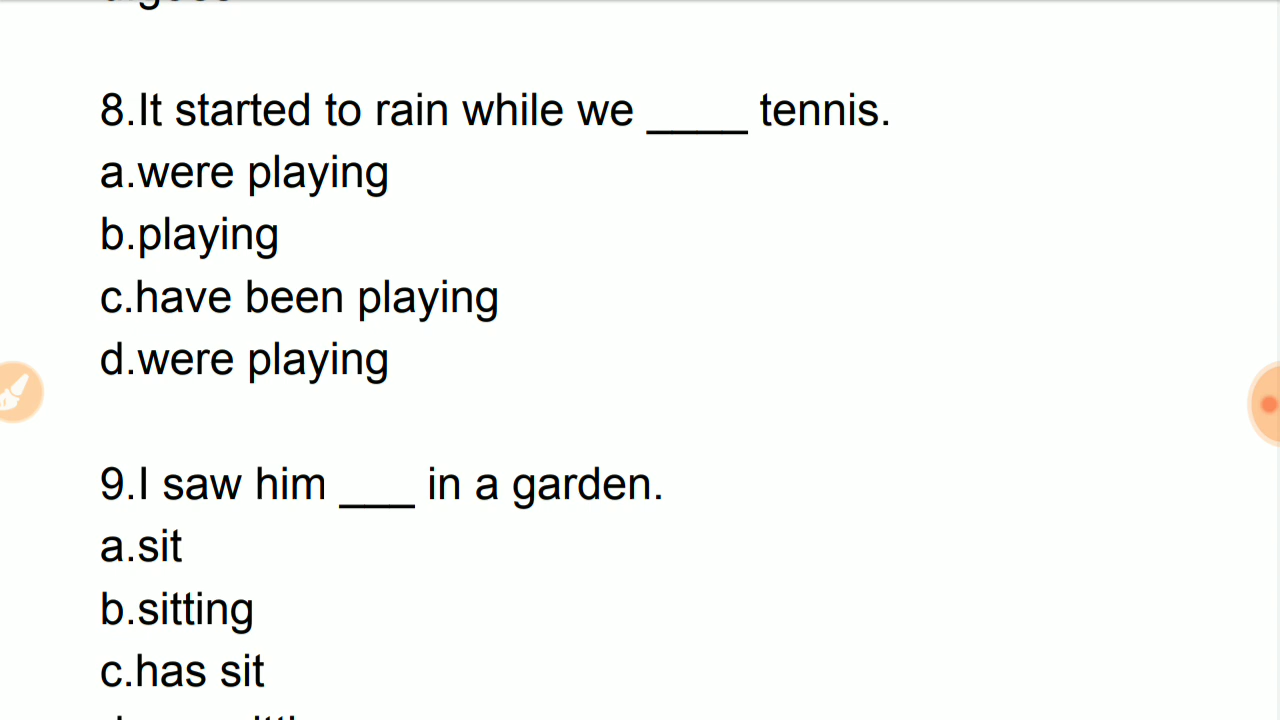 8.It started to rain while we ____ tennis.
a.were playing
b.playing
c.have been playing
d.were playing
9.I saw him ___ in a garden.
a.sit
b.sitting
c.has sit